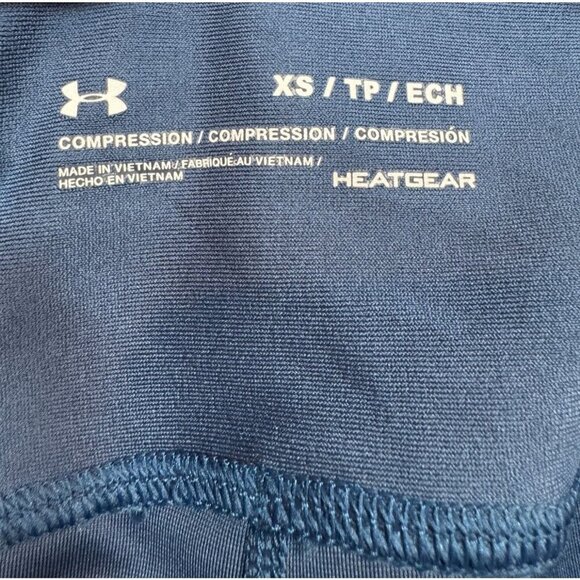 XS / TP / ECH
COMPRESSION / COMPRESSION / COMPRESIÓN
MADE IN VIETNAM / FABRIQUÉ AU VIETNAM /
HECHO EN VIETNAM
HEATGEAR